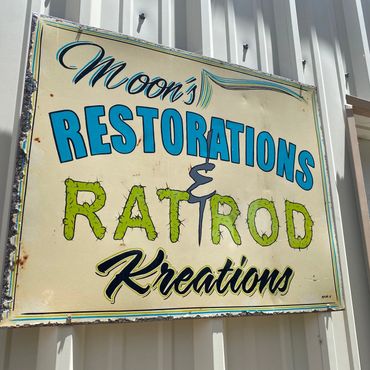 Moon's
RESTORATIONS
&
RATROD
Kreations